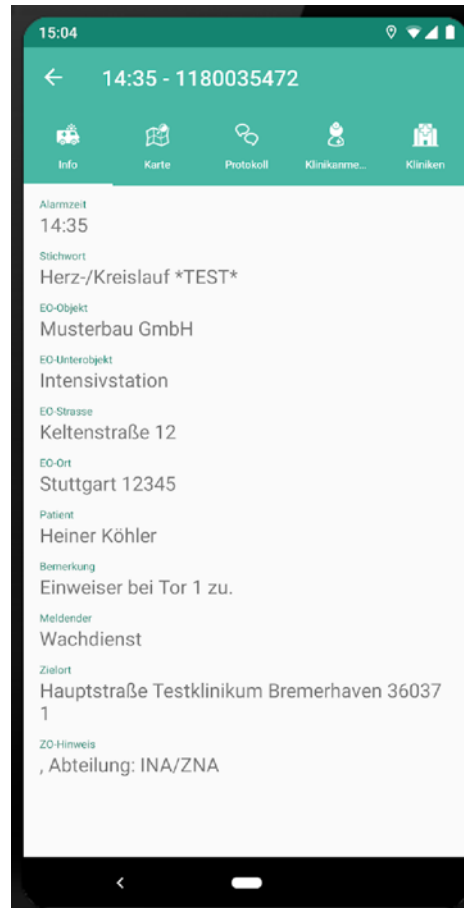 15:04
14:35 - 1180035472
Info
Karte
Protokoll
Klinikanme...
Kliniken
Alarmzeit
14:35
Stichwort
Herz-/Kreislauf *TEST*
EO-Objekt
Musterbau GmbH
EO-Unterobjekt
Intensivstation
EO-Strasse
Keltenstraße 12
EO-Ort
Stuttgart 12345
Patient
Heiner Köhler
Bemerkung
Einweiser bei Tor 1 zu.
Meldender
Wachdienst
Zielort
Hauptstraße Testklinikum Bremerhaven 36037
1
ZO-Hinweis
, Abteilung: INA/ZNA